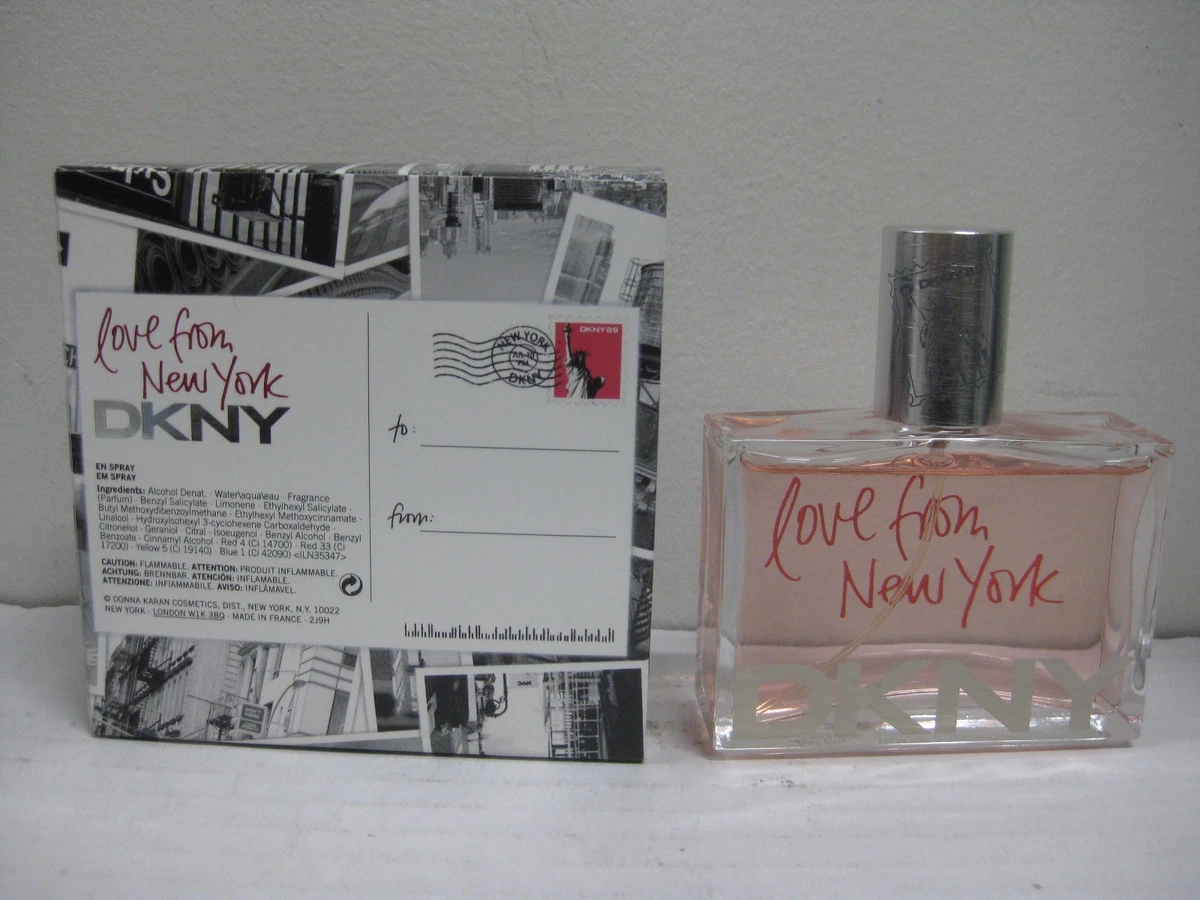 love from
New York
DKNY
EN SPRAY
EM SPRAY
Ingredients: Alcohol Denat. · Water\aqua\eau · Fragrance
(Parfum) · Benzyl Salicylate · Limonene · Ethylhexyl Salicylate ·
Butyl Methoxydibenzoylmethane · Ethylhexyl Methoxycinnamate ·
Linalool · Hydroxyisohexyl 3-cyclohexene Carboxaldehyde ·
Citronellol · Geraniol · Citral · Isoeugenol · Benzyl Alcohol · Benzyl
Benzoate · Cinnamyl Alcohol · Red 4 (Ci 14700) · Red 33 (Ci
17200) · Yellow 5 (Ci 19140) · Blue 1 (Ci 42090) <ILN35347>
CAUTION: FLAMMABLE. ATTENTION: PRODUIT INFLAMMABLE.
ACHTUNG: BRENNBAR. ATENCIÓN: INFLAMABLE.
ATTENZIONE: INFIAMMABILE. AVISO: INFLAMÁVEL.
© DONNA KARAN COSMETICS, DIST., NEW YORK, N.Y. 10022
NEW YORK · LONDON W1K 3BQ · MADE IN FRANCE · 2J9H
NEW YORK
JUL-10
P.M.
DKNY
DKNY 89
to:
from:
love from
New York
DKNY